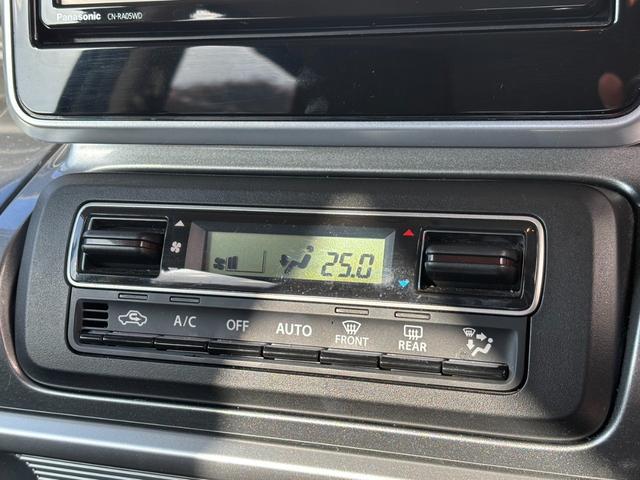 Panasonic CN-RA05WD
25.0
A/C OFF AUTO FRONT REAR